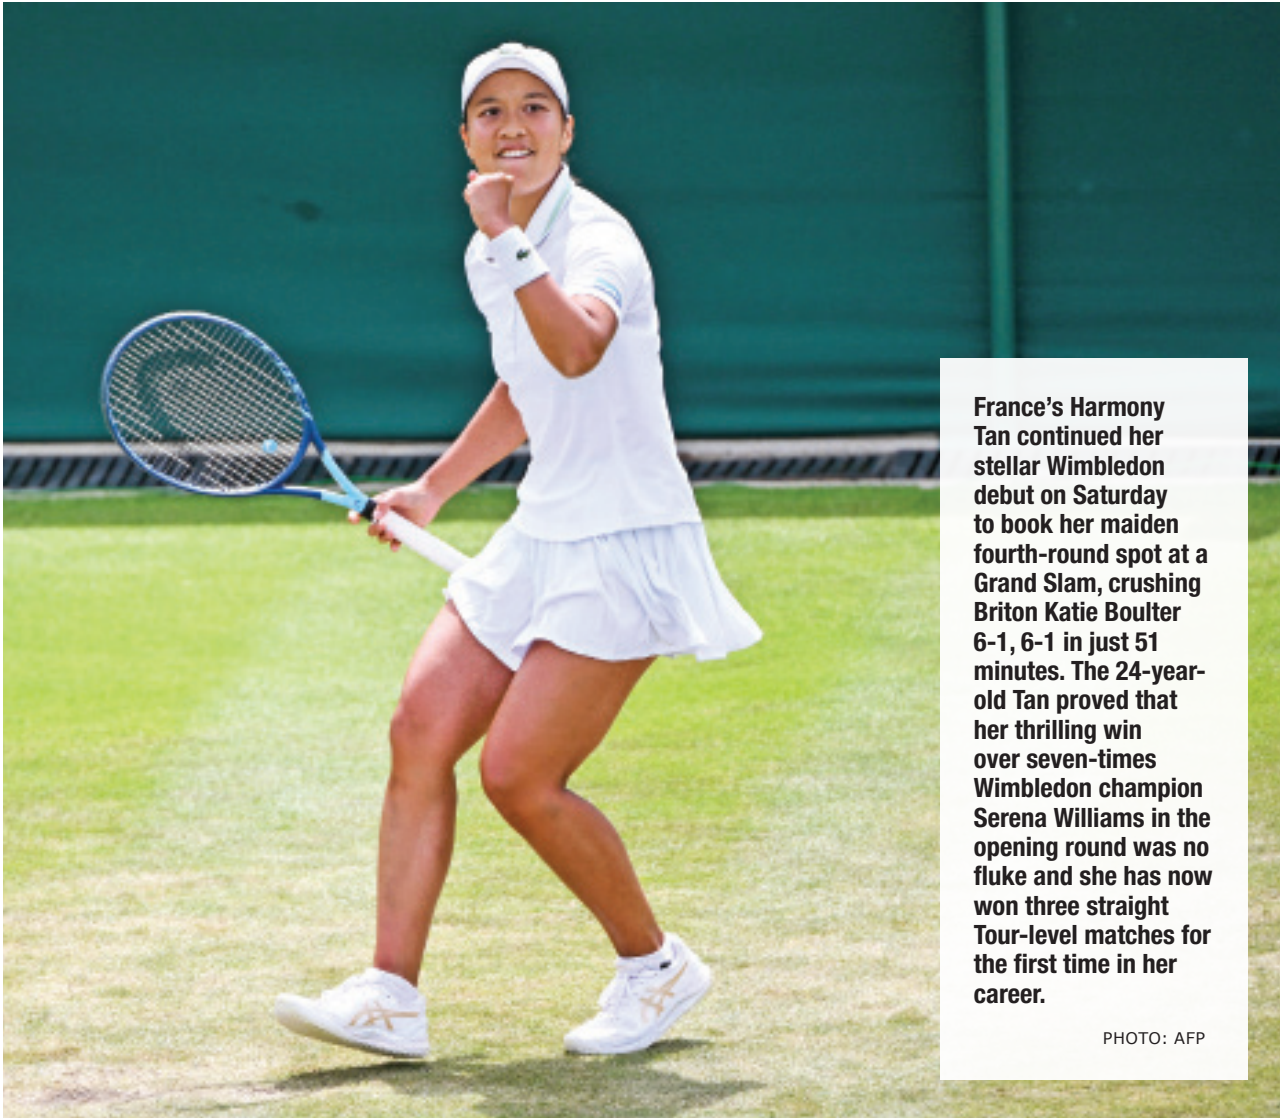 France’s Harmony
Tan continued her
stellar Wimbledon
debut on Saturday
to book her maiden
fourth-round spot at a
Grand Slam, crushing
Briton Katie Boulter
6-1, 6-1 in just 51
minutes. The 24-year-
old Tan proved that
her thrilling win
over seven-times
Wimbledon champion
Serena Williams in the
opening round was no
fluke and she has now
won three straight
Tour-level matches for
the first time in her
career.
PHOTO: AFP